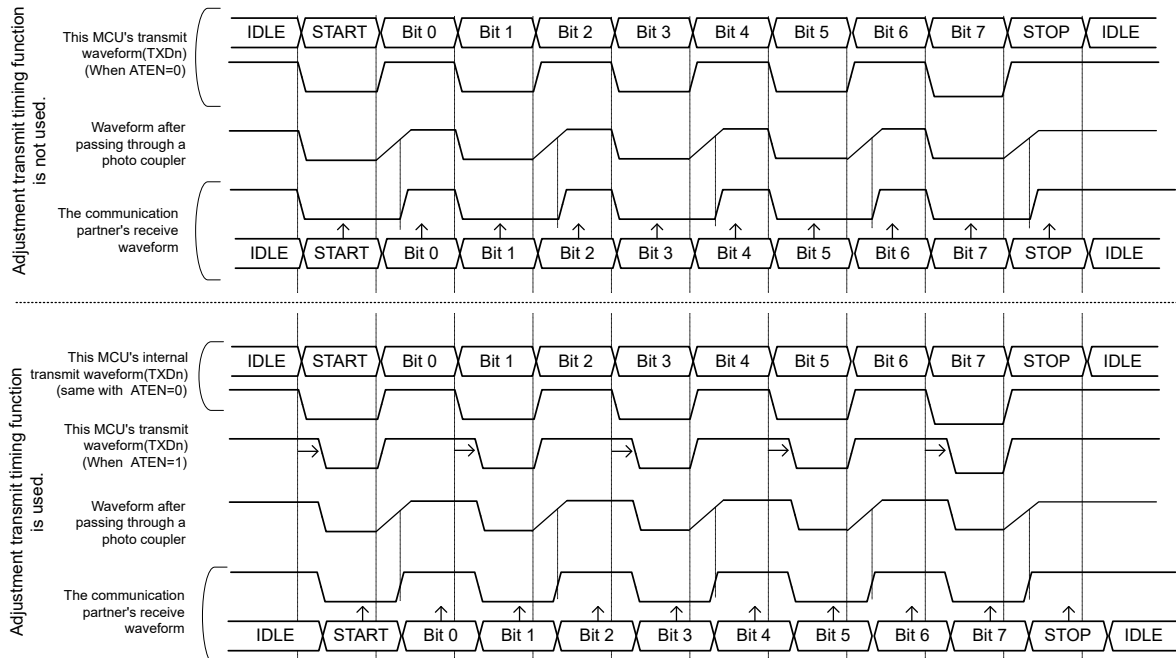 Adjustment transmit timing function
is not used.
This MCU's transmit
waveform(TXDn)
(When ATEN=0)
IDLE START Bit 0 Bit 1 Bit 2 Bit 3 Bit 4 Bit 5 Bit 6 Bit 7 STOP IDLE
Waveform after
passing through a
photo coupler
The communication
partner's receive
waveform
IDLE START Bit 0 Bit 1 Bit 2 Bit 3 Bit 4 Bit 5 Bit 6 Bit 7 STOP IDLE
Adjustment transmit timing function
is used.
This MCU's internal
transmit waveform(TXDn)
(same with ATEN=0)
IDLE START Bit 0 Bit 1 Bit 2 Bit 3 Bit 4 Bit 5 Bit 6 Bit 7 STOP IDLE
This MCU's transmit
waveform(TXDn)
(When ATEN=1)
Waveform after
passing through a
photo coupler
The communication
partner's receive
waveform
IDLE START Bit 0 Bit 1 Bit 2 Bit 3 Bit 4 Bit 5 Bit 6 Bit 7 STOP IDLE